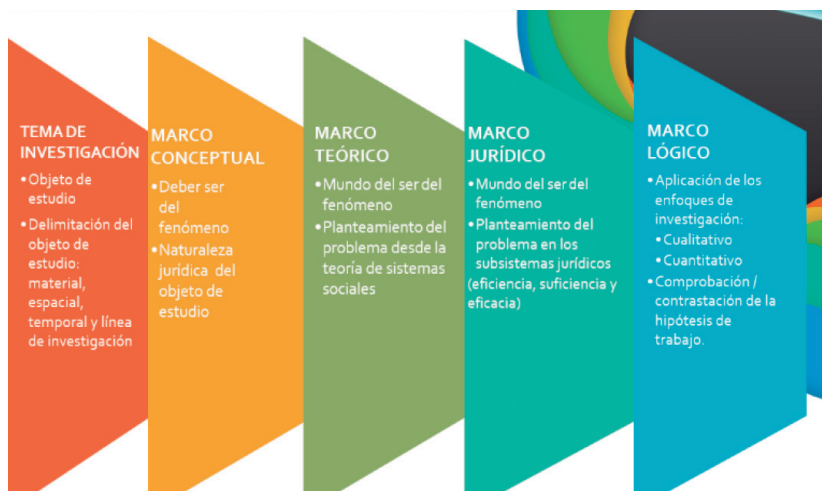 TEMA DE
INVESTIGACIÓN
•Objeto de
estudio
•Delimitación del
objeto de
estudio:
material,
espacial,
temporal y línea
de investigación
MARCO
CONCEPTUAL
•Deber ser
del
fenómeno
•Naturaleza
jurídica del
objeto de
estudio
MARCO
TEÓRICO
•Mundo del ser del
fenómeno
•Planteamiento del
problema desde la
teoría de sistemas
sociales
MARCO
JURÍDICO
•Mundo del ser del
fenómeno
•Planteamiento del
problema en los
subsistemas jurídicos
(eficiencia, suficiencia y
eficacia)
MARCO
LÓGICO
•Aplicación de los
enfoques de
investigación:
•Cualitativo
•Cuantitativo
•Comprobación /
contrastación de la
hipótesis de
trabajo.